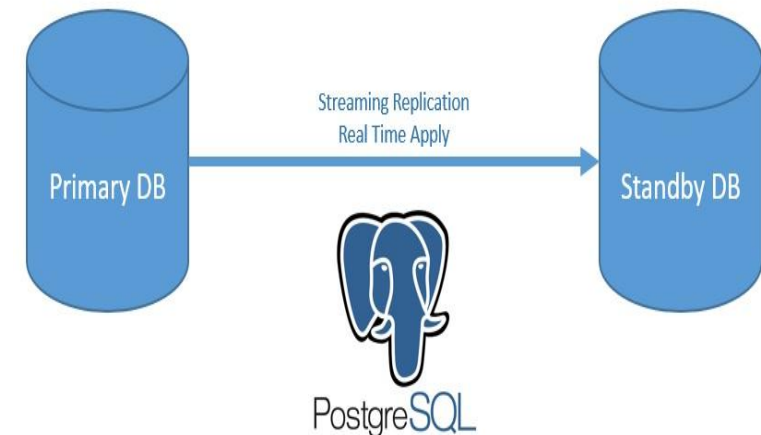 Streaming Replication
Real Time Apply
Primary DB
Standby DB
PostgreSQL